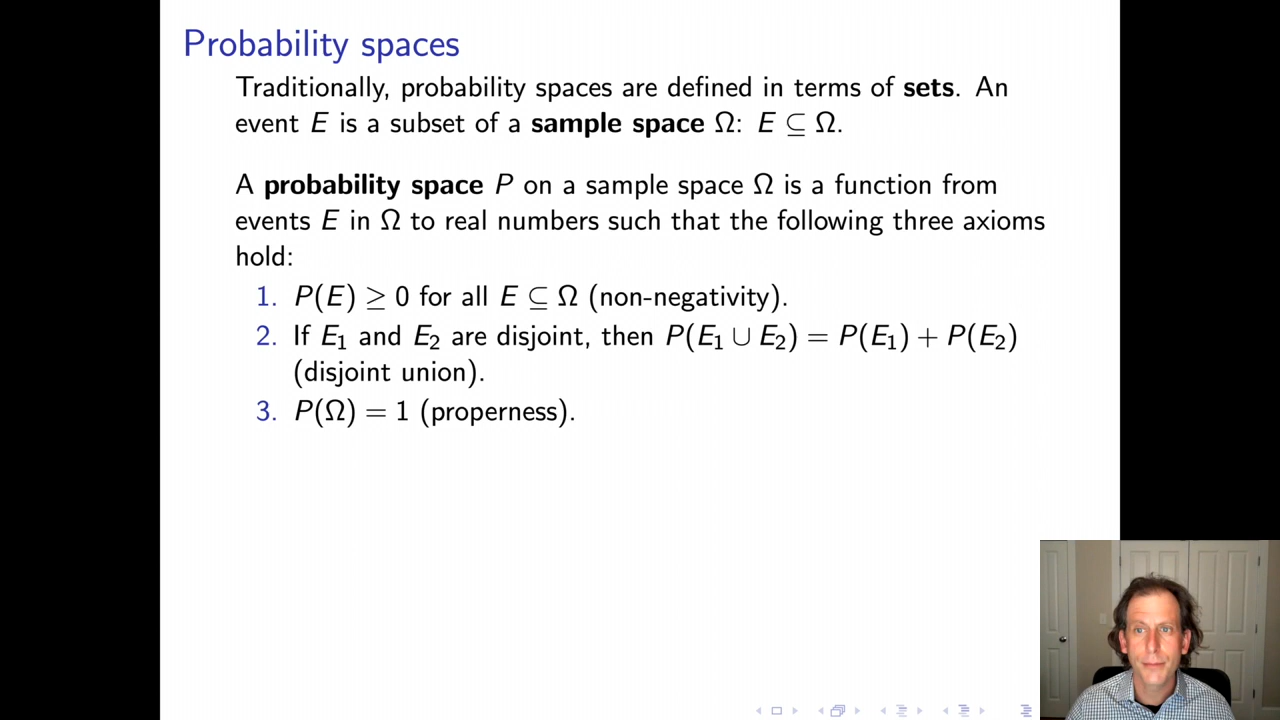 Probability spaces
Traditionally, probability spaces are defined in terms of sets. An
event E is a subset of a sample space Ω: E ⊆ Ω.
A probability space P on a sample space Ω is a function from
events E in Ω to real numbers such that the following three axioms
hold:
1. P(E) ≥ 0 for all E ⊆ Ω (non-negativity).
2. If E₁ and E₂ are disjoint, then P(E₁ ∪ E₂) = P(E₁) + P(E₂)
(disjoint union).
3. P(Ω) = 1 (properness).